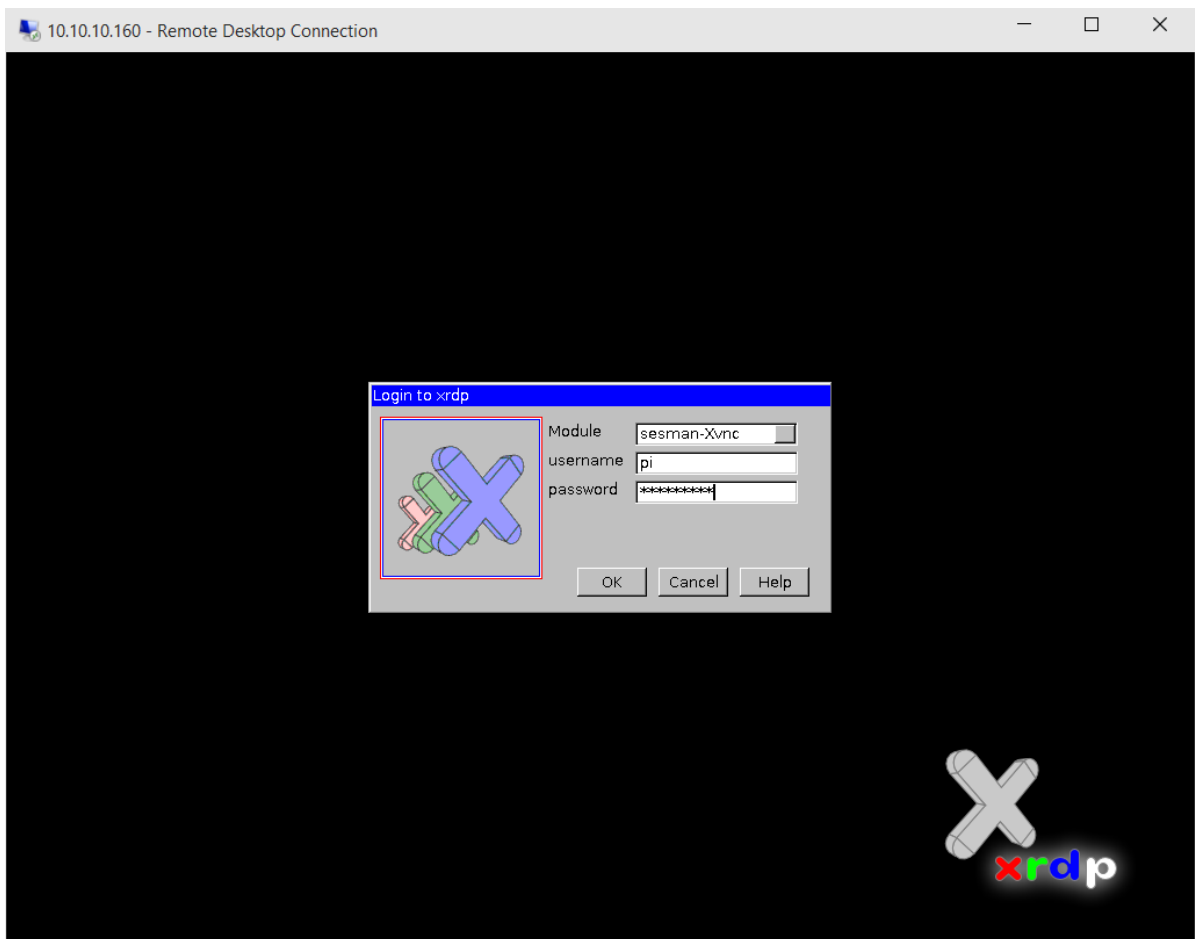 10.10.10.160 - Remote Desktop Connection
Login to xrdp
Module sesman-Xvnc
username pi
password **********
OK Cancel Help
xrdp